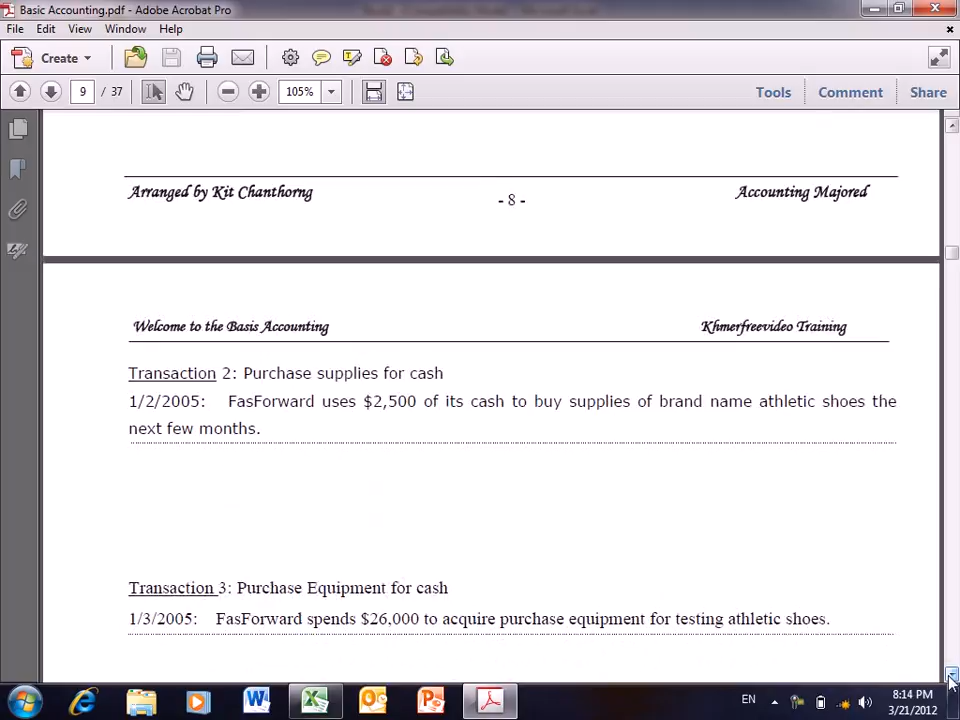 Basic Accounting.pdf - Adobe Acrobat Pro
File Edit View Window Help
Create
9 / 37 105% Tools Comment Share
Arranged by Kit Chanthorng - 8 - Accounting Majored
Welcome to the Basis Accounting Khmerfreevideo Training
Transaction 2: Purchase supplies for cash
1/2/2005: FasForward uses $2,500 of its cash to buy supplies of brand name athletic shoes the
next few months.
Transaction 3: Purchase Equipment for cash
1/3/2005: FasForward spends $26,000 to acquire purchase equipment for testing athletic shoes.
EN 8:14 PM
3/21/2012